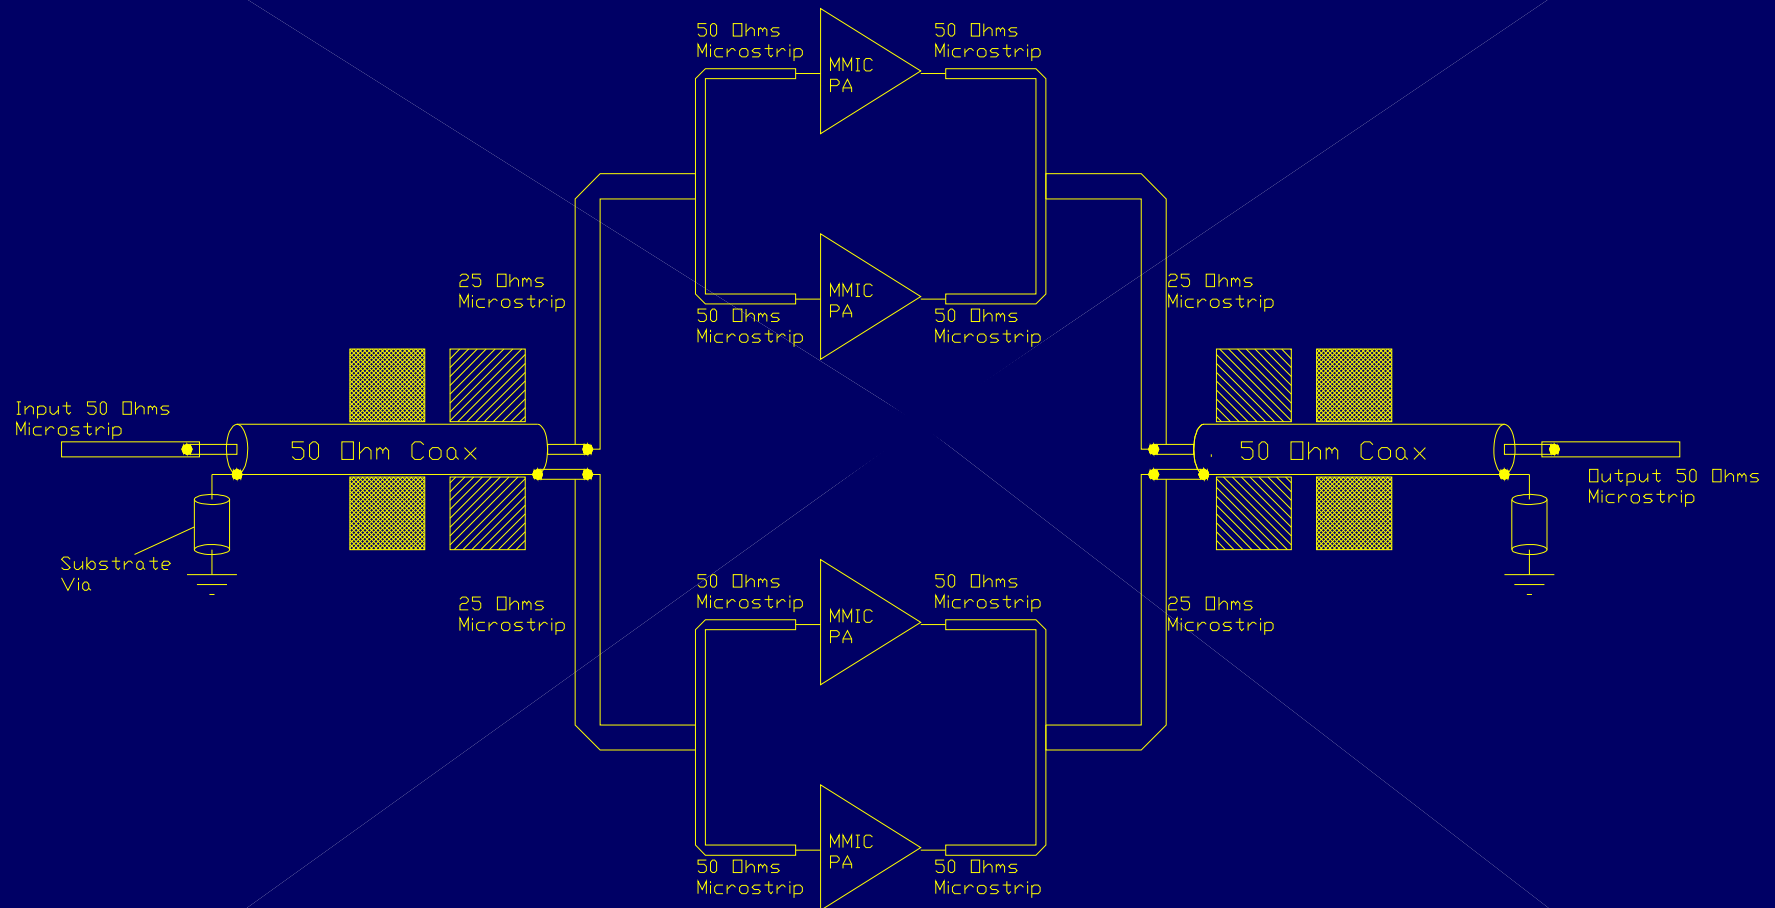 50 Ohms
Microstrip
50 Ohms
Microstrip
MMIC
PA
25 Ohms
Microstrip
MMIC
PA
25 Ohms
Microstrip
50 Ohms
Microstrip
50 Ohms
Microstrip
Input 50 Ohms
Microstrip
50 Ohm Coax
50 Ohm Coax
Output 50 Ohms
Microstrip
Substrate
Via
25 Ohms
Microstrip
50 Ohms
Microstrip
50 Ohms
Microstrip
MMIC
PA
25 Ohms
Microstrip
MMIC
PA
50 Ohms
Microstrip
50 Ohms
Microstrip